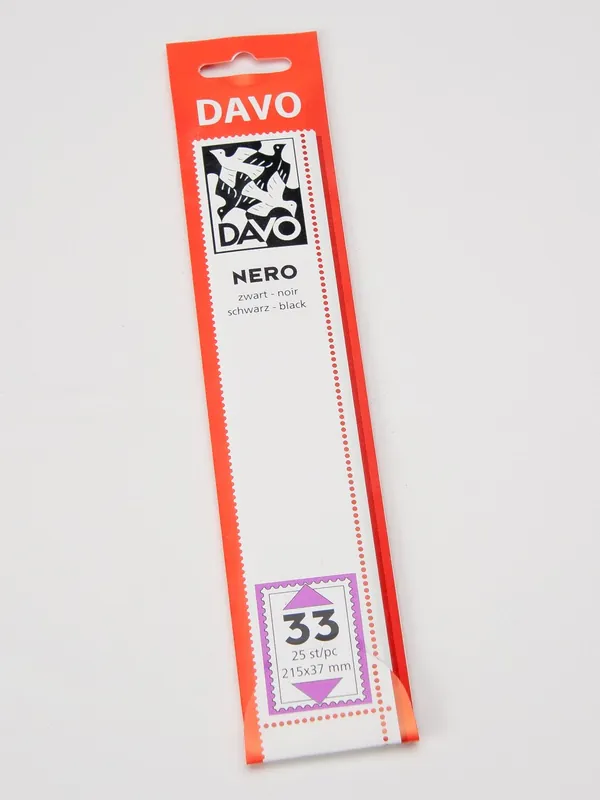 DAVO
DAVO
NERO
zwart - noir
schwarz - black
33
25 st/pc
215x37 mm